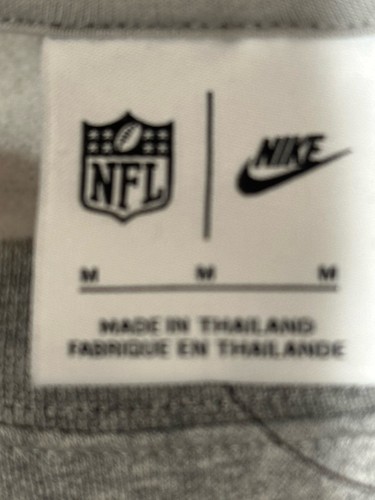 NFL NIKE
M M M
MADE IN THAILAND
FABRIQUE EN THAILANDE